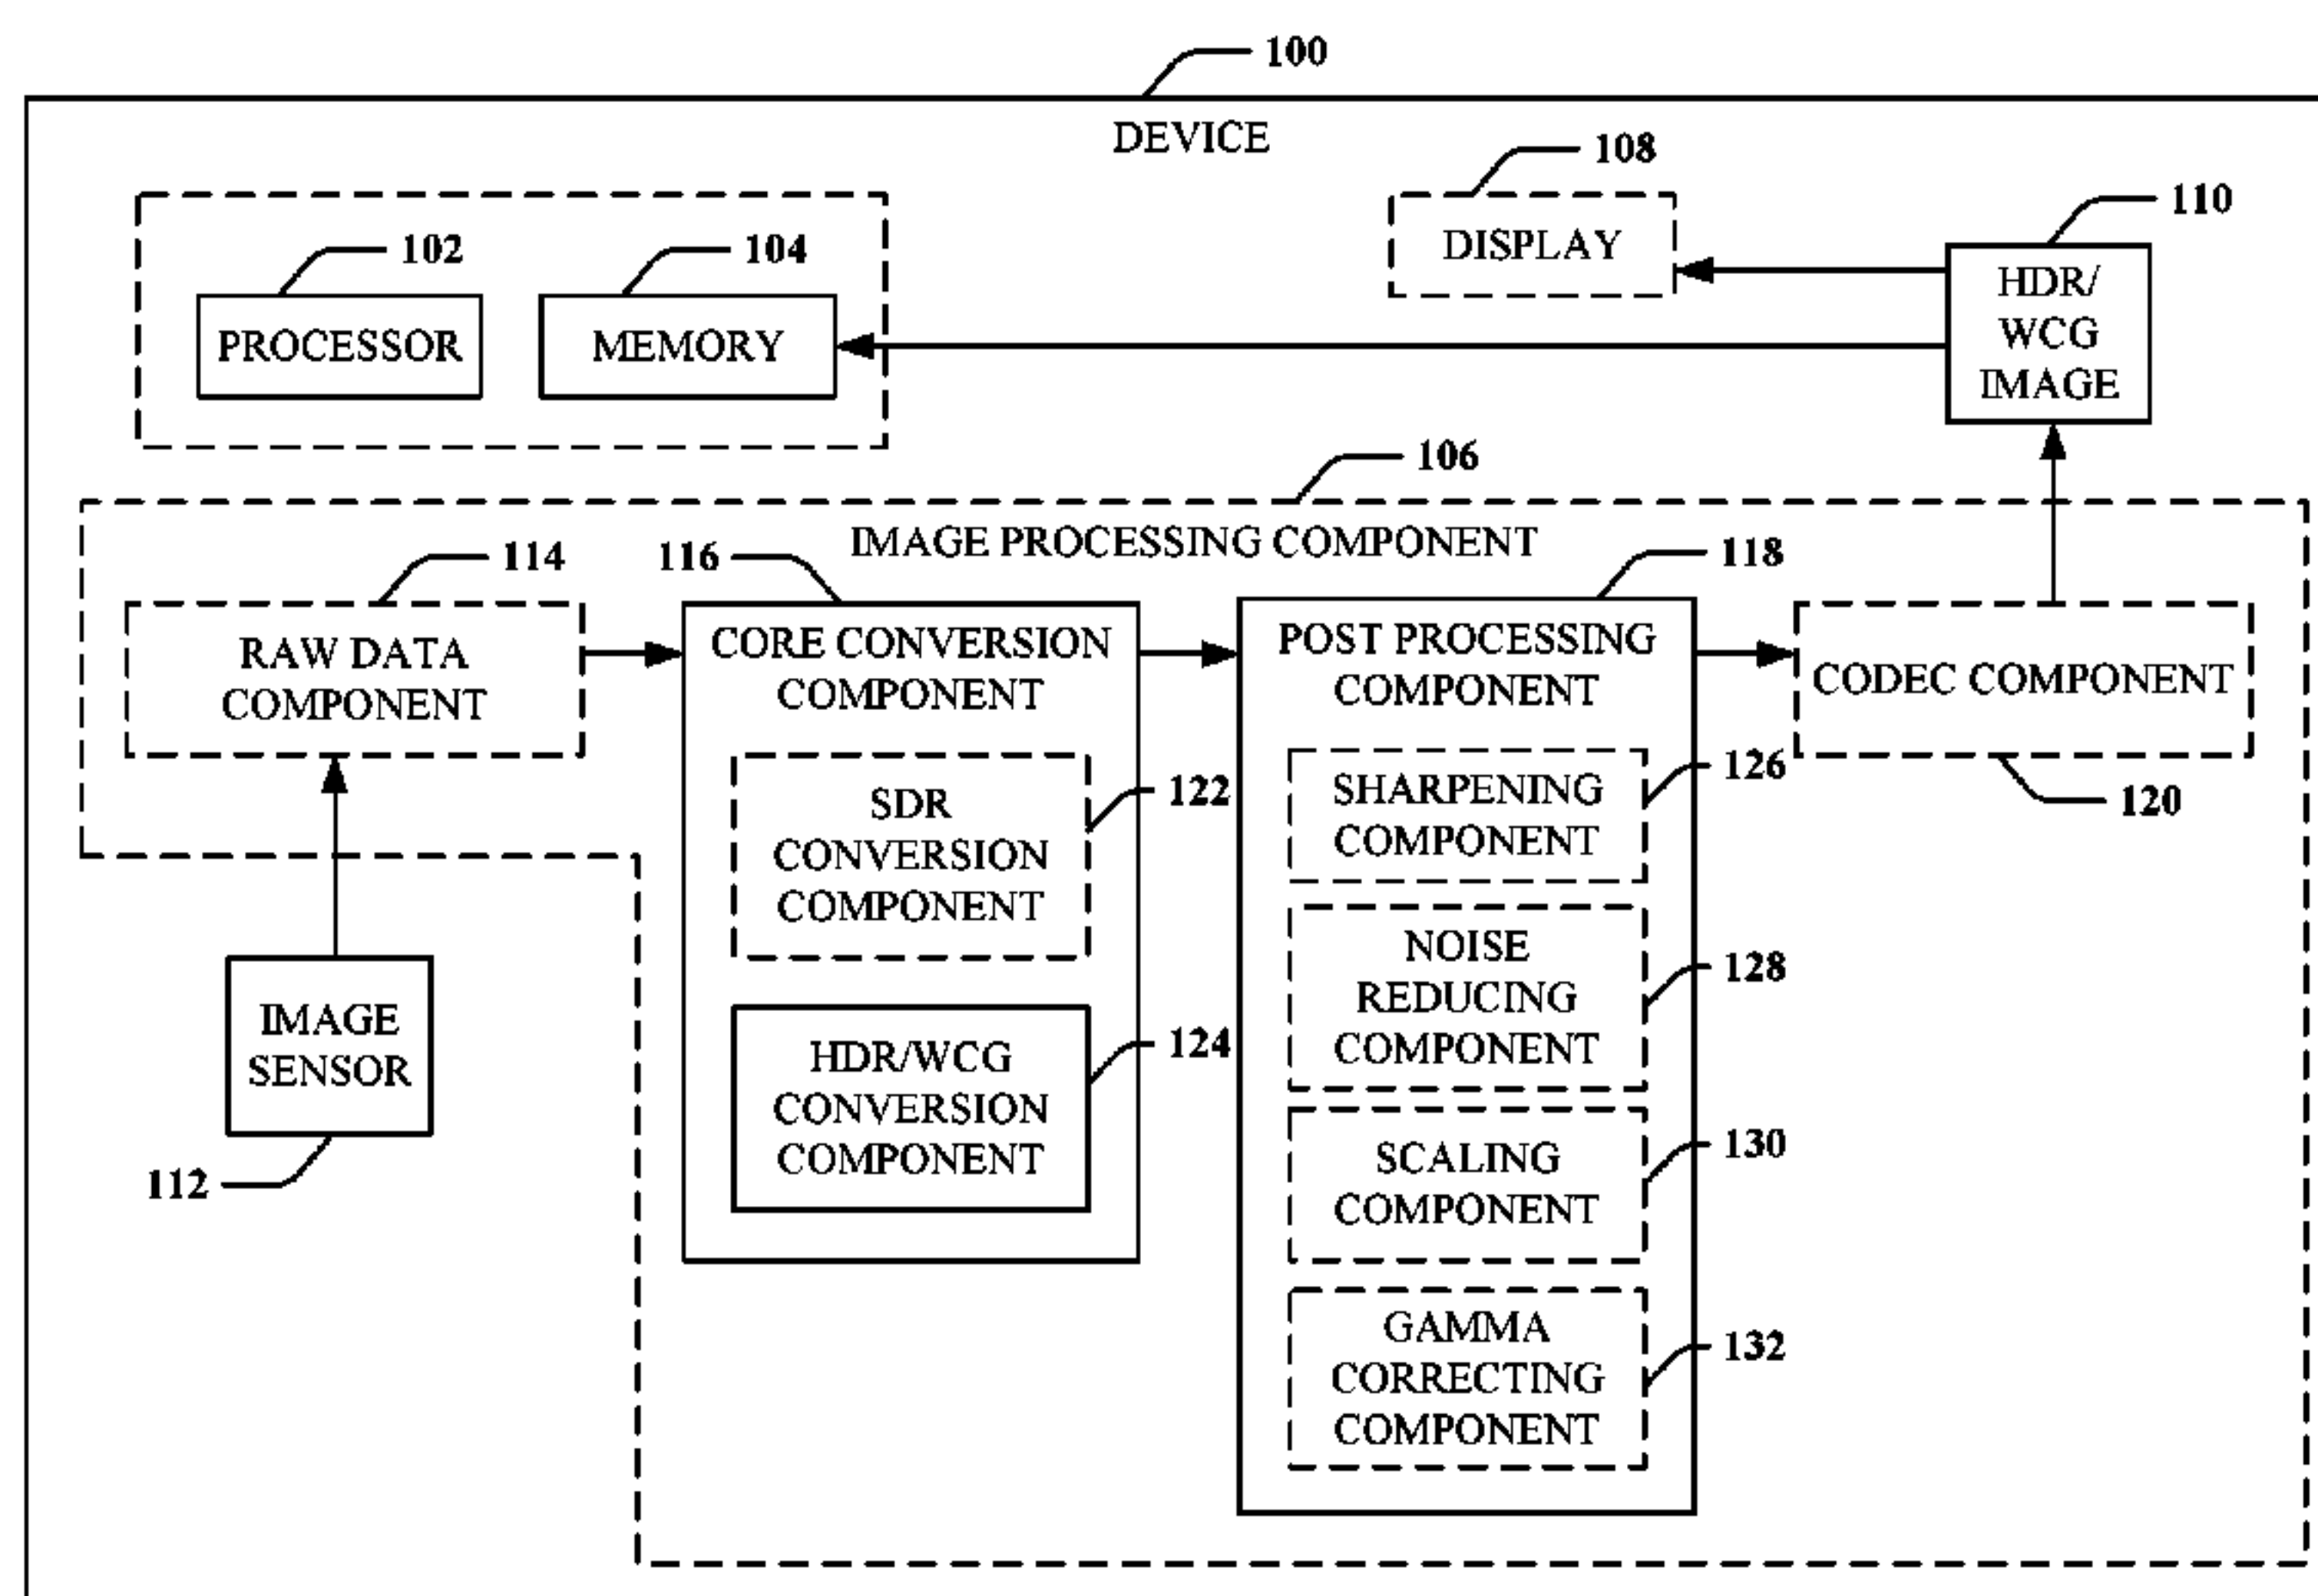 100
DEVICE
108
110
102
104
DISPLAY
HDR/
WCG
IMAGE
PROCESSOR
MEMORY
106
IMAGE PROCESSING COMPONENT
114
116
118
RAW DATA
COMPONENT
CORE CONVERSION
COMPONENT
POST PROCESSING
COMPONENT
CODEC COMPONENT
120
SDR
CONVERSION
COMPONENT
122
SHARPENING
COMPONENT
126
NOISE
REDUCING
COMPONENT
128
IMAGE
SENSOR
112
HDR/WCG
CONVERSION
COMPONENT
124
SCALING
COMPONENT
130
GAMMA
CORRECTING
COMPONENT
132